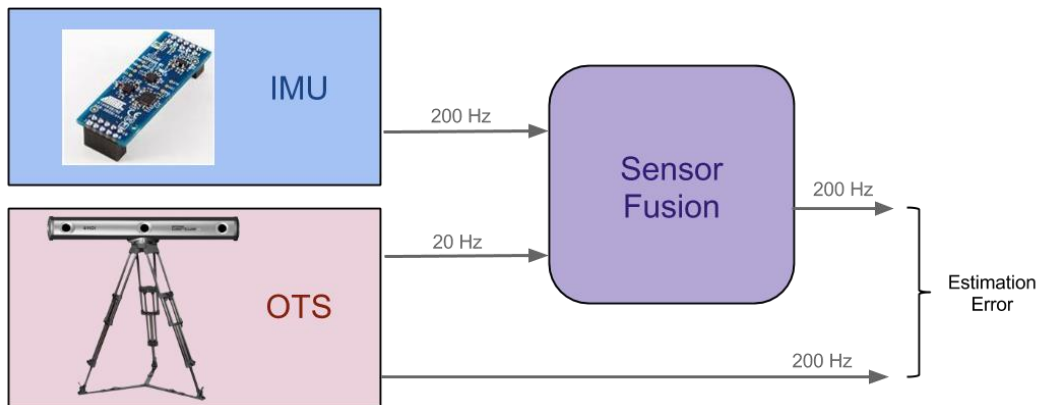 IMU
200 Hz
Sensor
Fusion
200 Hz
20 Hz
OTS
Estimation
Error
200 Hz